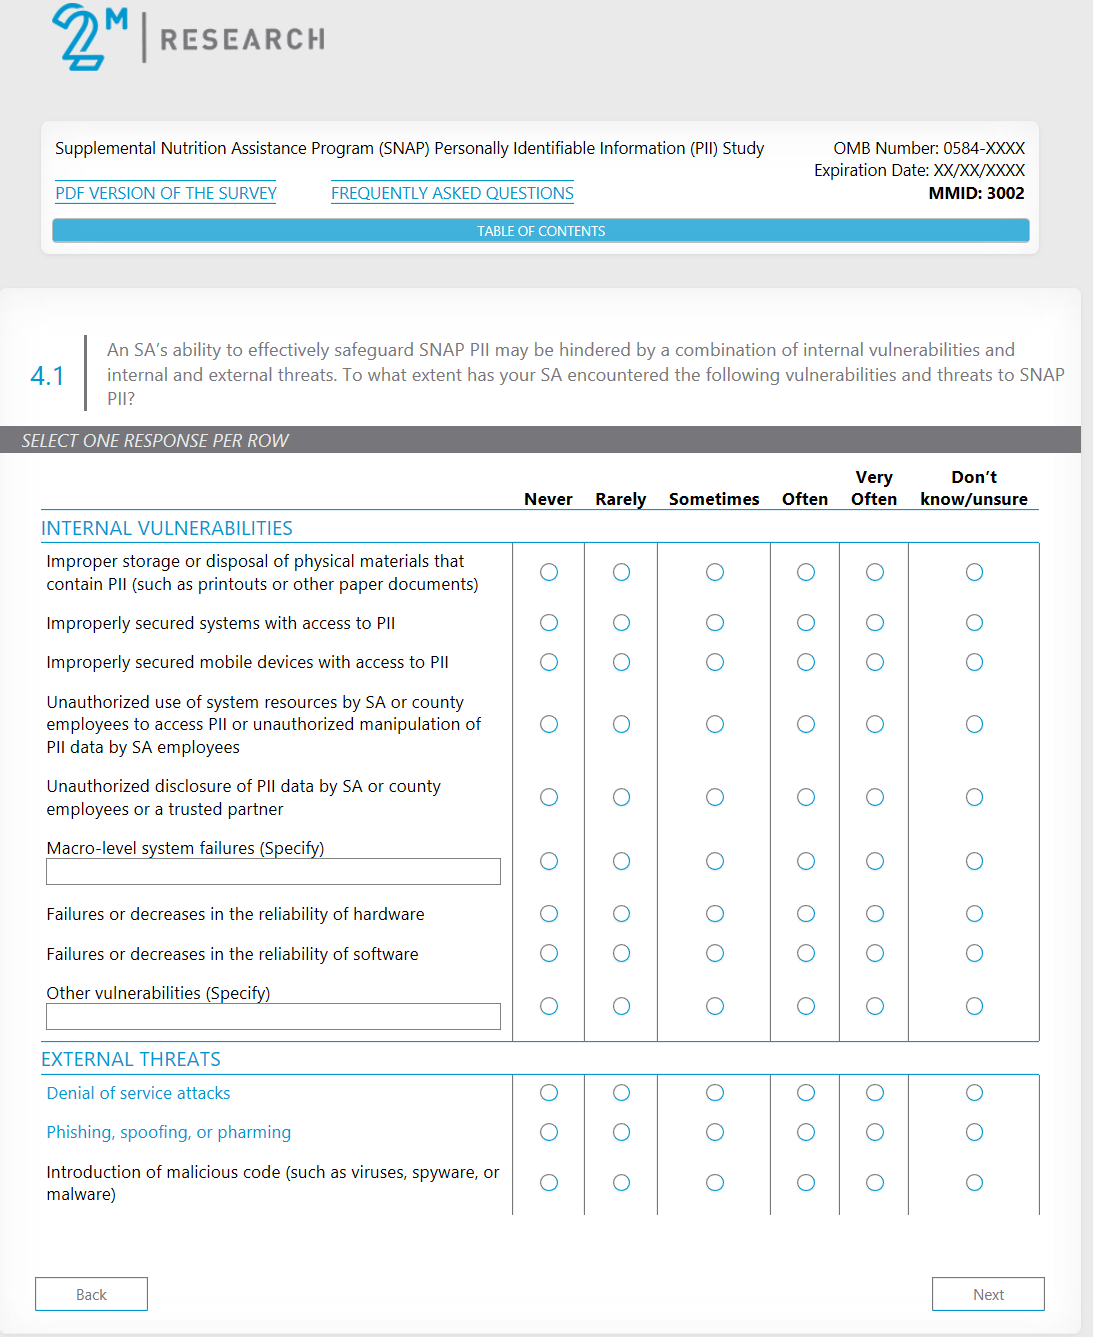 2M RESEARCH
Supplemental Nutrition Assistance Program (SNAP) Personally Identifiable Information (PII) Study
OMB Number: 0584-XXXX
Expiration Date: XX/XX/XXXX
PDF VERSION OF THE SURVEY
FREQUENTLY ASKED QUESTIONS
MMID: 3002
TABLE OF CONTENTS
4.1
An SA’s ability to effectively safeguard SNAP PII may be hindered by a combination of internal vulnerabilities and
internal and external threats. To what extent has your SA encountered the following vulnerabilities and threats to SNAP
PII?
SELECT ONE RESPONSE PER ROW
Never Rarely Sometimes Often Very Often Don’t know/unsure
INTERNAL VULNERABILITIES
Improper storage or disposal of physical materials that
contain PII (such as printouts or other paper documents)
Improperly secured systems with access to PII
Improperly secured mobile devices with access to PII
Unauthorized use of system resources by SA or county
employees to access PII or unauthorized manipulation of
PII data by SA employees
Unauthorized disclosure of PII data by SA or county
employees or a trusted partner
Macro-level system failures (Specify)
Failures or decreases in the reliability of hardware
Failures or decreases in the reliability of software
Other vulnerabilities (Specify)
EXTERNAL THREATS
Denial of service attacks
Phishing, spoofing, or pharming
Introduction of malicious code (such as viruses, spyware, or
malware)
Back
Next